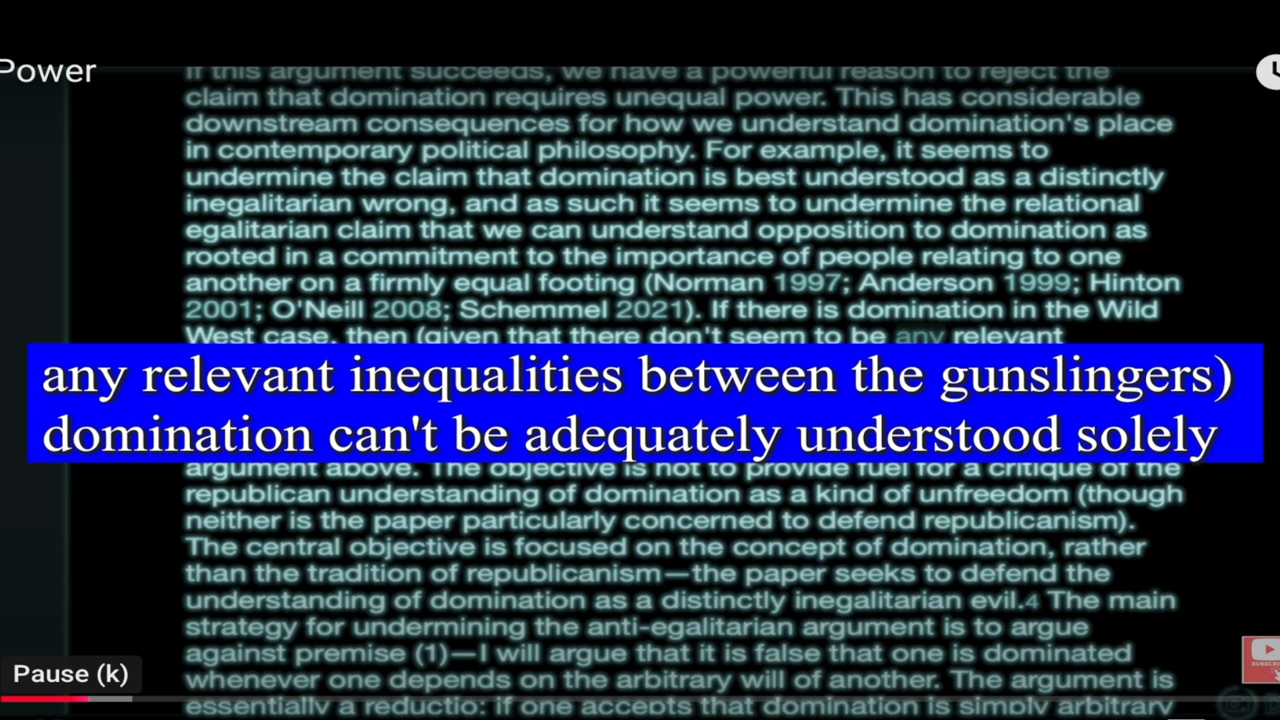 Power
If this argument succeeds, we have a powerful reason to reject the
claim that domination requires unequal power. This has considerable
downstream consequences for how we understand domination's place
in contemporary political philosophy. For example, it seems to
undermine the claim that domination is best understood as a distinctly
inegalitarian wrong, and as such it seems to undermine the relational
egalitarian claim that we can understand opposition to domination as
rooted in a commitment to the importance of people relating to one
another on a firmly equal footing (Norman 1997; Anderson 1999; Hinton
2001; O'Neill 2008; Schemmel 2021). If there is domination in the Wild
West case, then (given that there don't seem to be any relevant
any relevant inequalities between the gunslingers)
domination can't be adequately understood solely
argument above. The objective is not to provide fuel for a critique of the
republican understanding of domination as a kind of unfreedom (though
neither is the paper particularly concerned to defend republicanism).
The central objective is focused on the concept of domination, rather
than the tradition of republicanism—the paper seeks to defend the
understanding of domination as a distinctly inegalitarian evil.4 The main
strategy for undermining the anti-egalitarian argument is to argue
against premise (1)—I will argue that it is false that one is dominated
whenever one depends on the arbitrary will of another. The argument is
essentially a reductio: if one accepts that domination is simply arbitrary
Pause (k)